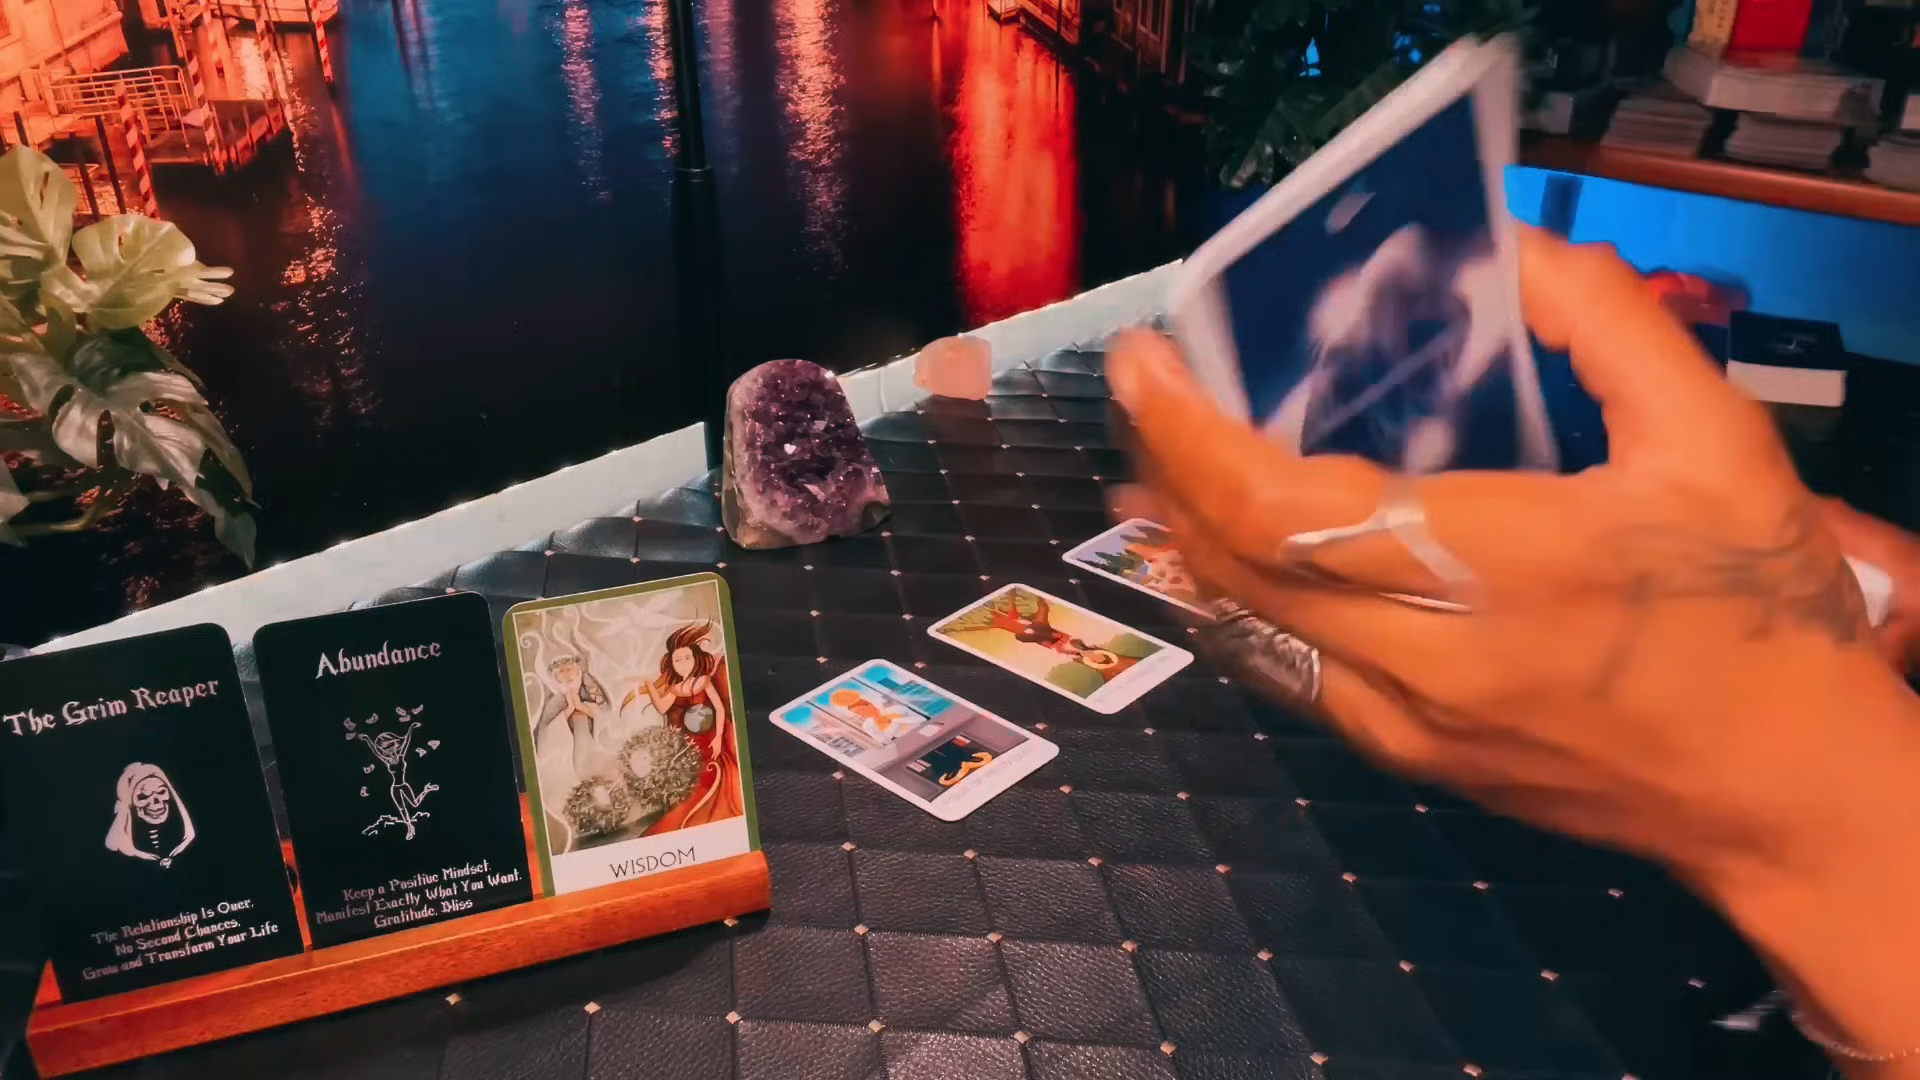 The Grim Reaper
The Relationship Is Over.
No Second Chances.
Grow and Transform Your Life
Abundance
Keep a Positive Mindset.
Manifest Exactly What You Want.
Gratitude. Bliss
WISDOM